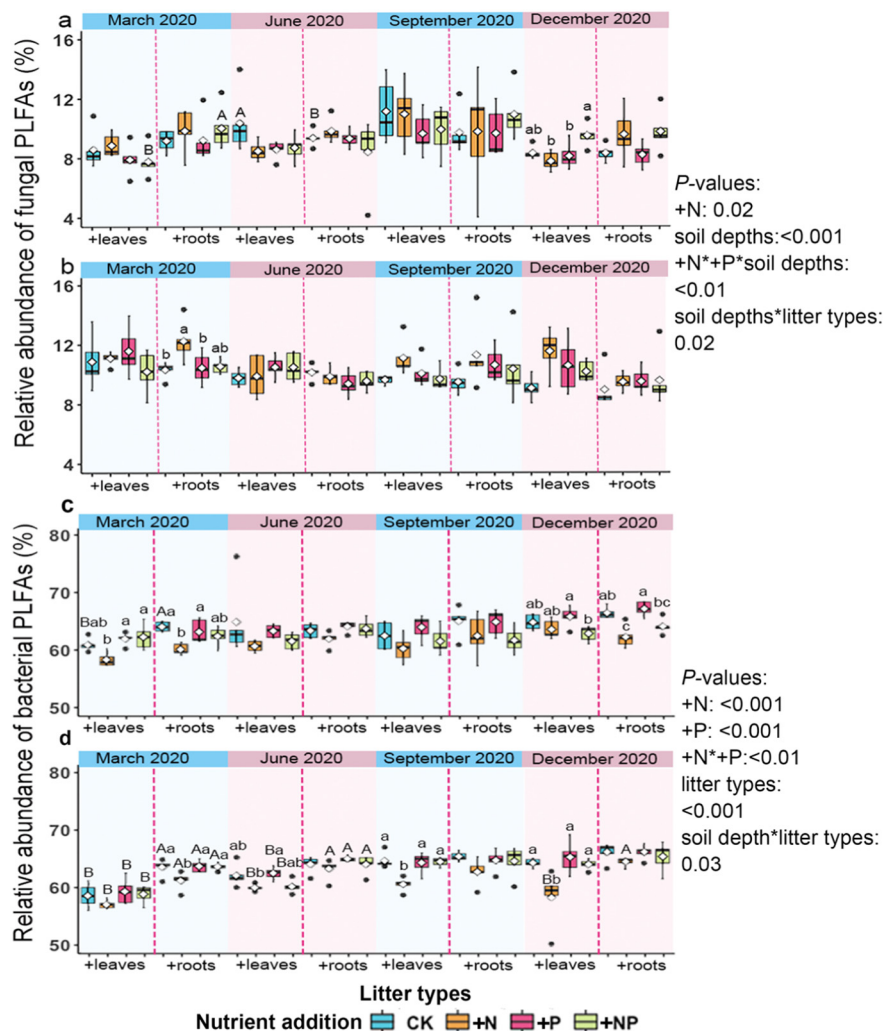 a
March 2020 June 2020 September 2020 December 2020
16
12
8
4
A
B
A
B
ab
b
b
a
+leaves +roots +leaves +roots +leaves +roots +leaves +roots
Relative abundance of fungal PLFAs (%)
b
March 2020 June 2020 September 2020 December 2020
16
12
8
4
b
a
b
ab
+leaves +roots +leaves +roots +leaves +roots +leaves +roots
P-values:
+N: 0.02
soil depths:<0.001
+N*+P*soil depths:
<0.01
soil depths*litter types:
0.02
c
March 2020 June 2020 September 2020 December 2020
80
70
60
50
Bab b a a Aa b a ab ab ab a b ab c a bc
+leaves +roots +leaves +roots +leaves +roots +leaves +roots
Relative abundance of bacterial PLFAs (%)
d
March 2020 June 2020 September 2020 December 2020
80
70
60
50
B B B Aa Ab Aa Aa ab Bb Ba Bab A A A a b a a a Bb a A
+leaves +roots +leaves +roots +leaves +roots +leaves +roots
P-values:
+N: <0.001
+P: <0.001
+N*+P:<0.01
litter types:
<0.001
soil depth*litter types:
0.03
Litter types
Nutrient addition CK +N +P +NP